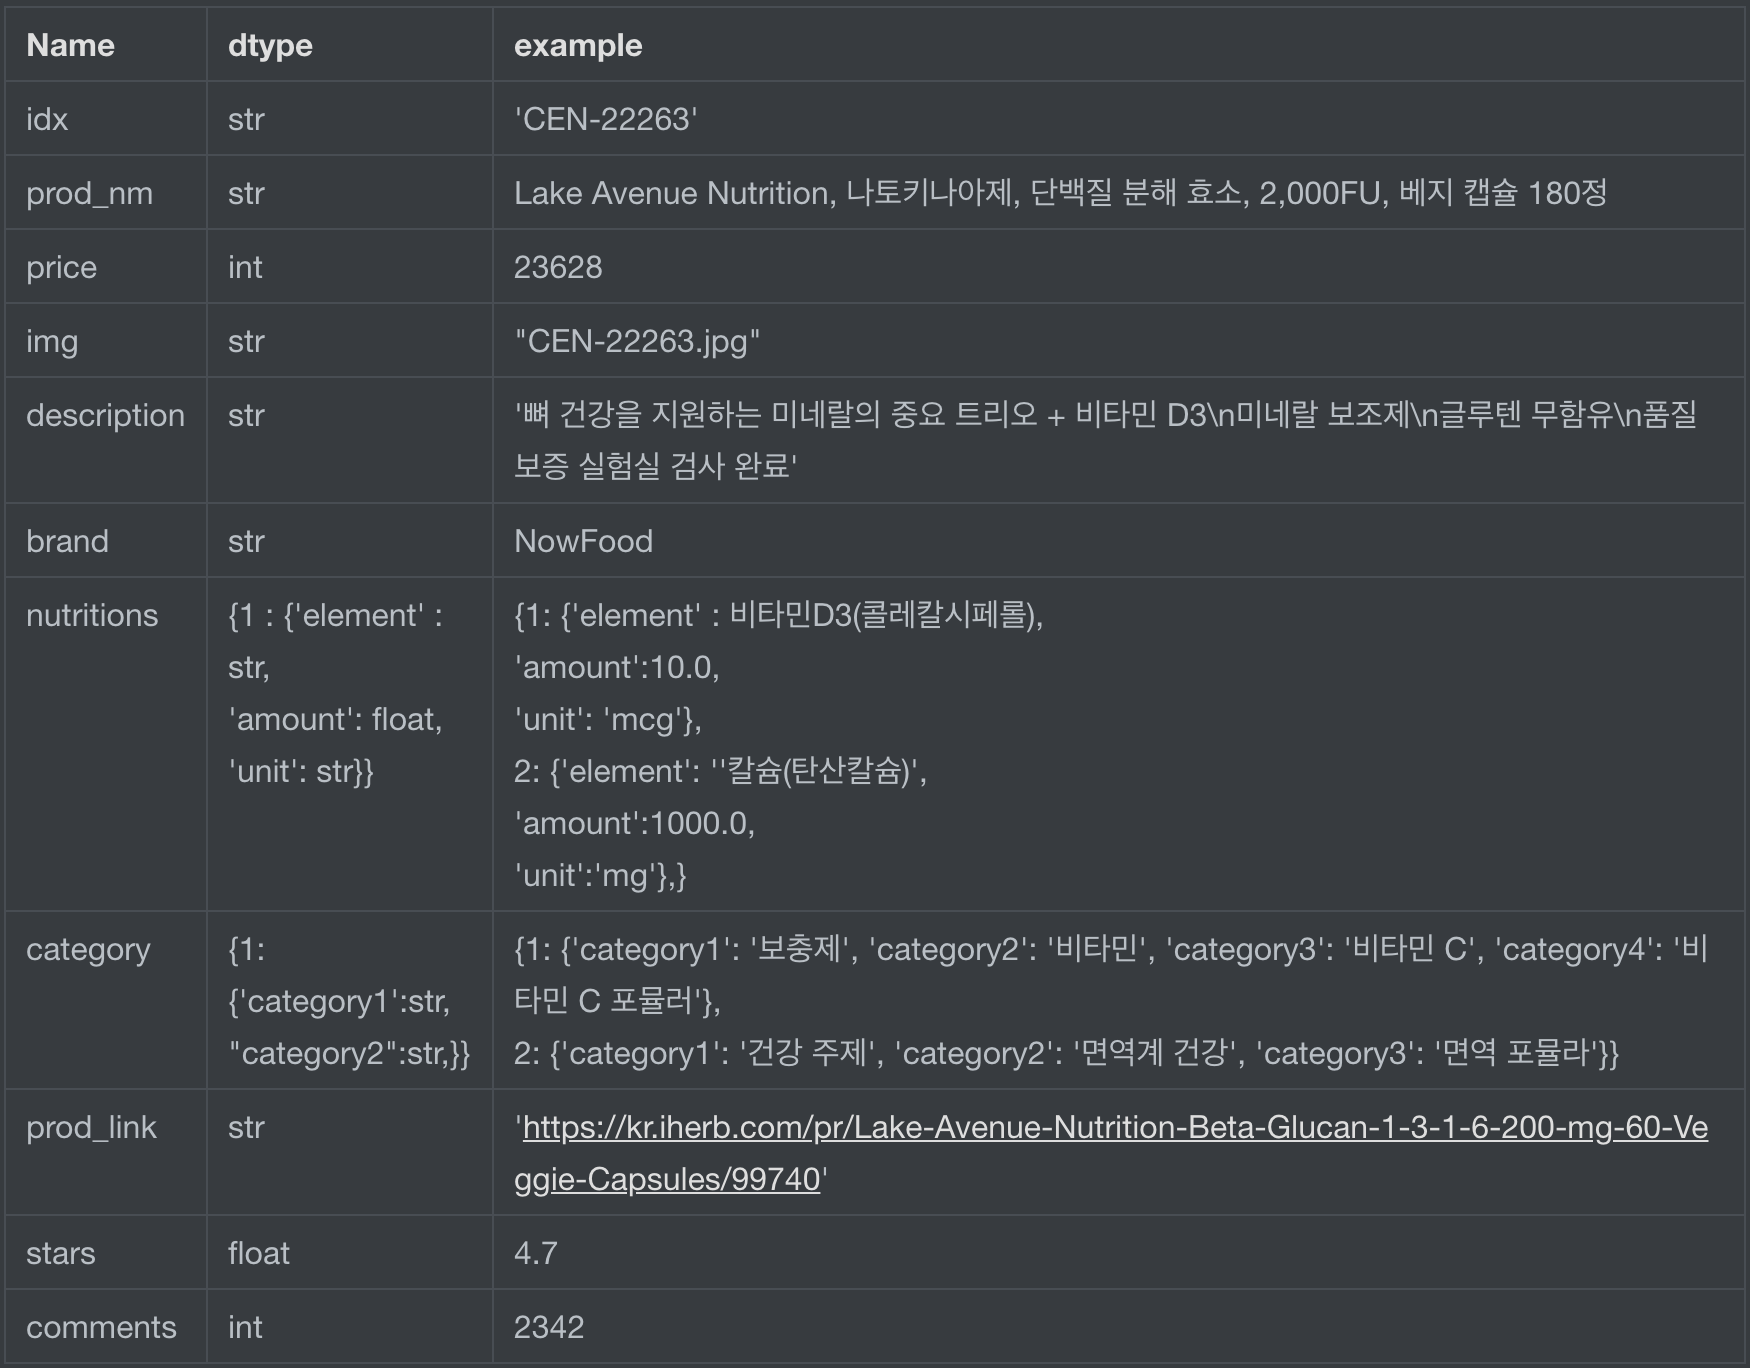 Name dtype example
idx str 'CEN-22263'
prod_nm str Lake Avenue Nutrition, 나토키나아제, 단백질 분해 효소, 2,000FU, 베지 캡슐 180정
price int 23628
img str "CEN-22263.jpg"
description str '뼈 건강을 지원하는 미네랄의 중요 트리오 + 비타민 D3\n미네랄 보조제\n글루텐 무함유\n품질
보증 실험실 검사 완료'
brand str NowFood
nutritions {1 : {'element' : {1: {'element' : 비타민D3(콜레칼시페롤),
str, 'amount':10.0,
'amount': float, 'unit': 'mcg'},
'unit': str}} 2: {'element': ''칼슘(탄산칼슘)',
'amount':1000.0,
'unit':'mg'},}
category {1: {1: {'category1': '보충제', 'category2': '비타민', 'category3': '비타민 C', 'category4': '비
{'category1':str, 타민 C 포뮬러'},
"category2":str,}} 2: {'category1': '건강 주제', 'category2': '면역계 건강', 'category3': '면역 포뮬라'}}
prod_link str 'https://kr.iherb.com/pr/Lake-Avenue-Nutrition-Beta-Glucan-1-3-1-6-200-mg-60-Ve
ggie-Capsules/99740'
stars float 4.7
comments int 2342